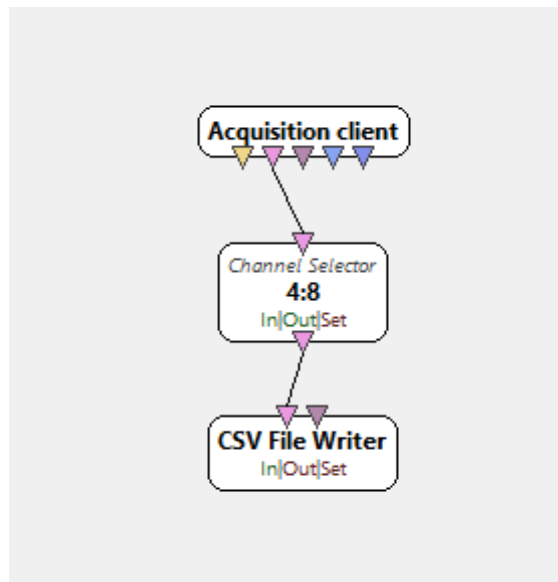 Acquisition client
Channel Selector
4:8
In|Out|Set
CSV File Writer
In|Out|Set